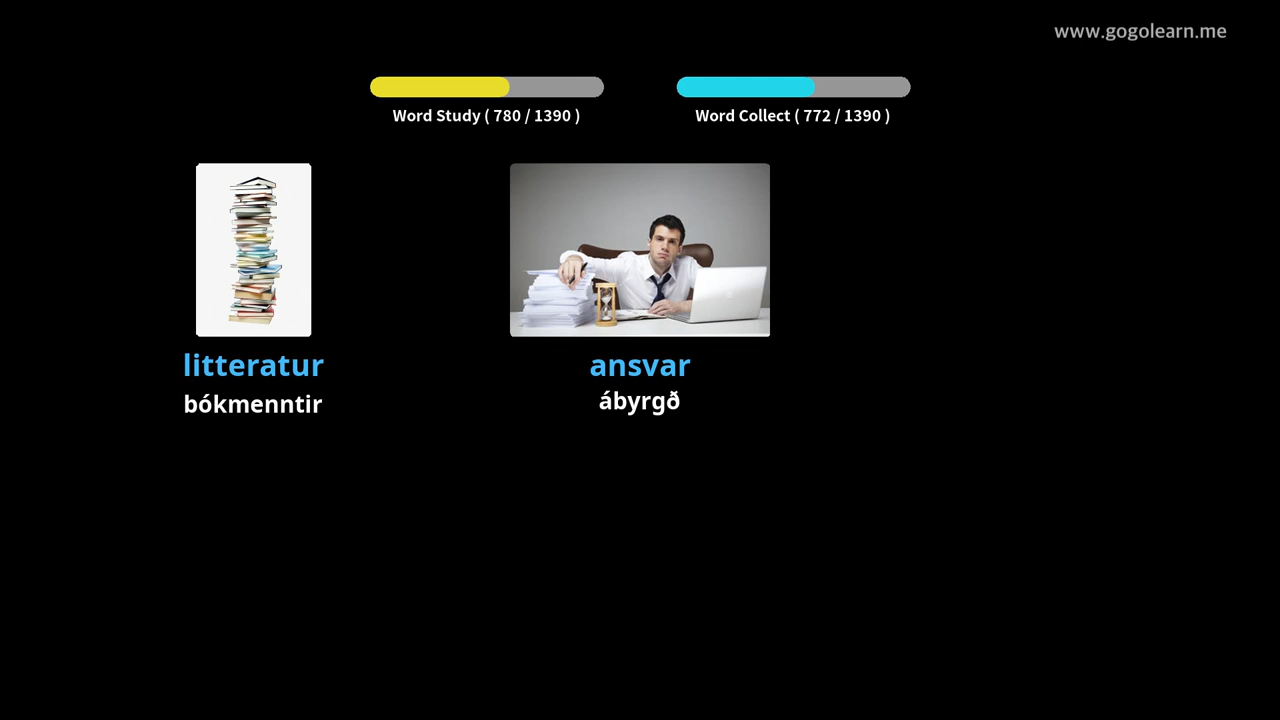 www.gogolearn.me
Word Study ( 780 / 1390 )
Word Collect ( 772 / 1390 )
litteratur
bókmenntir
ansvar
ábyrgð